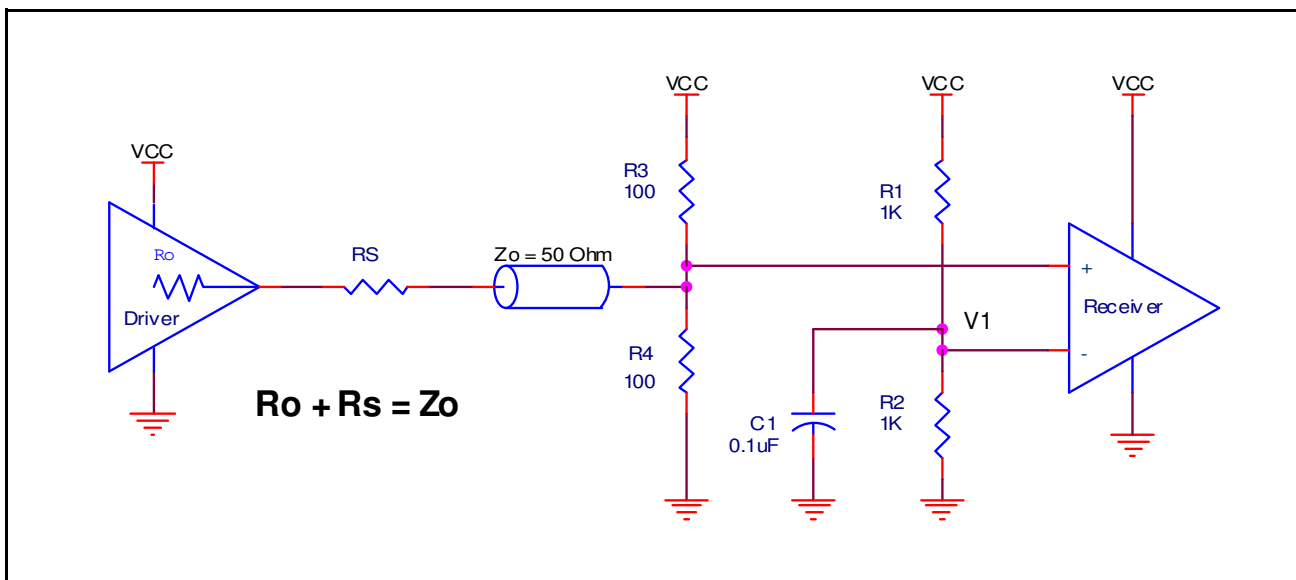 VCC
VCC
VCC
VCC
R3
100
R1
1K
Ro
RS
Zo = 50 Ohm
+
Driver
Receiver
V1
-
R4
100
Ro + Rs = Zo
C1
0.1uF
R2
1K